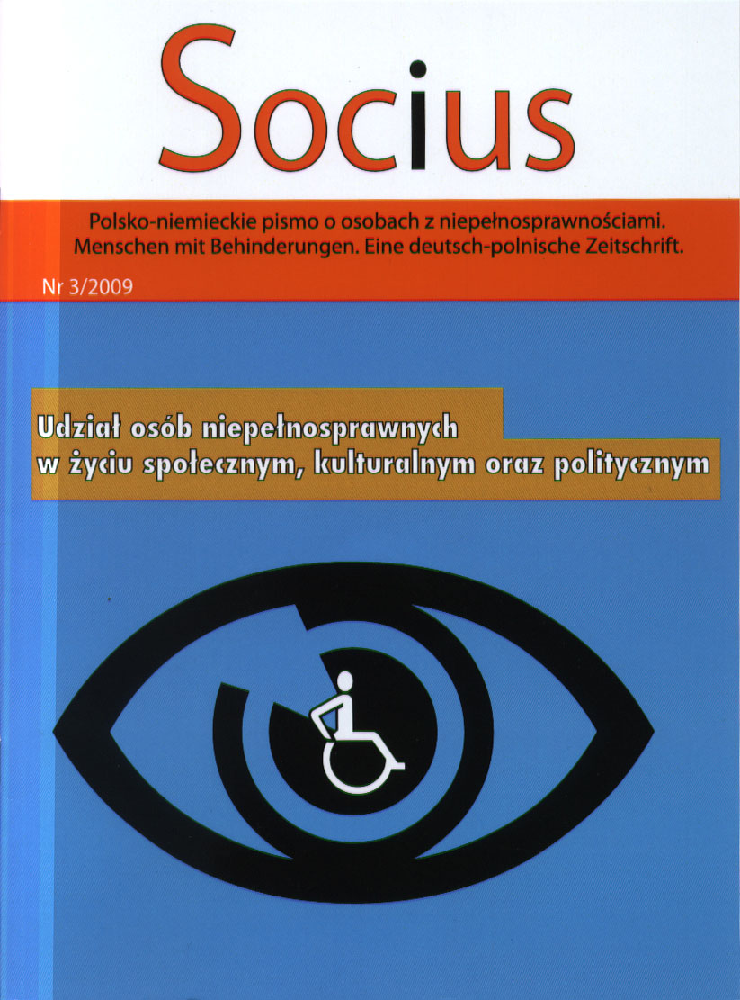 Socius
Polsko-niemieckie pismo o osobach z niepełnosprawnościami.
Menschen mit Behinderungen. Eine deutsch-polnische Zeitschrift.
Nr 3/2009
Udział osób niepełnosprawnych
w życiu społecznym, kulturalnym oraz politycznym